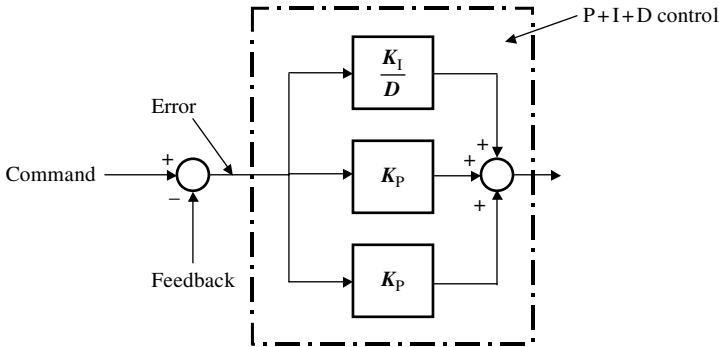 P+I+D control
K_I
D
Error
+
+
+
Command
K_P
−
+
Feedback
K_P